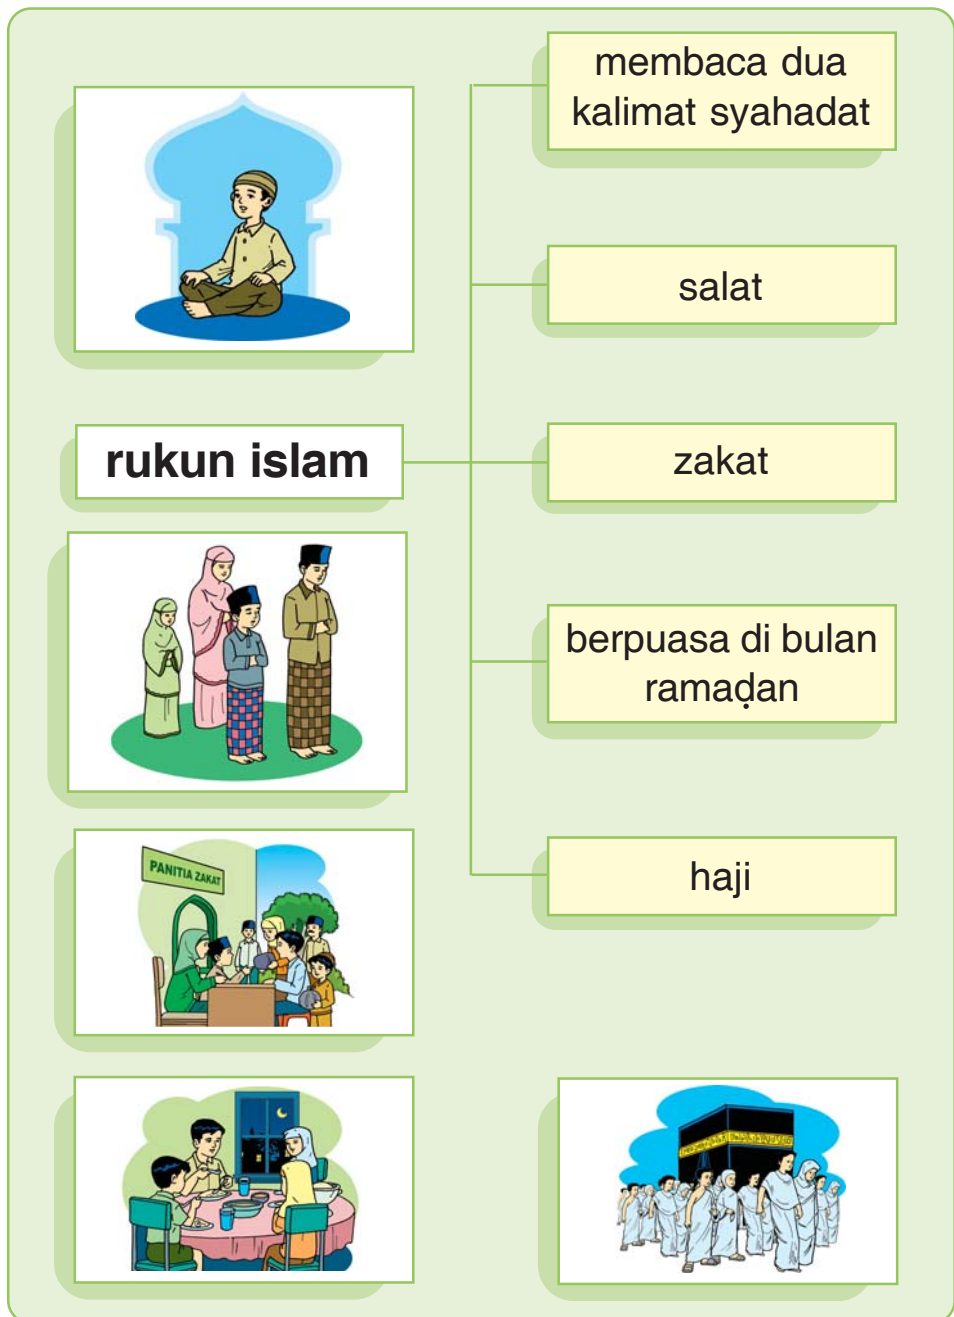 membaca dua
kalimat syahadat
salat
rukun islam
zakat
berpuasa di bulan
ramaḍan
PANITIA ZAKAT
haji